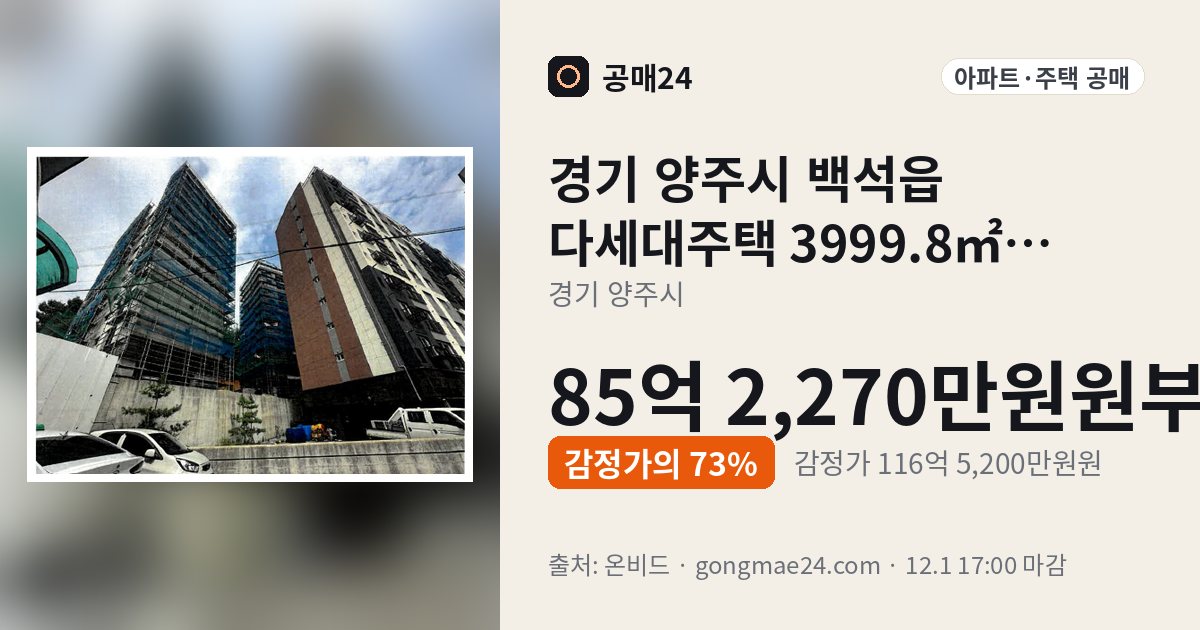 공매24
아파트·주택 공매
경기 양주시 백석읍
다세대주택 3999.8㎡…
경기 양주시
85억 2,270만원원부
감정가의 73%
감정가 116억 5,200만원원
출처: 온비드 · gongmae24.com · 12.1 17:00 마감